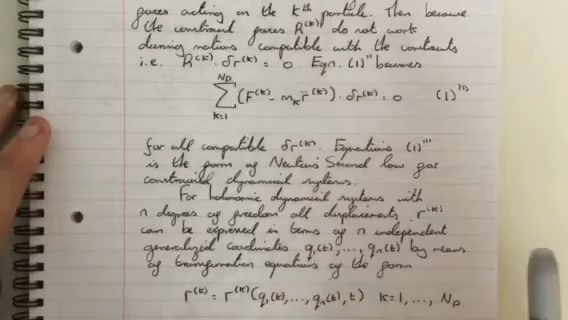 forces acting on the kth particle. Then because
the constraint forces R^(k) do not work
during motions compatible with the constraints
i.e. R^(k) · δr^(k) = 0. Eqn. (1)'' becomes
N_p
Σ (F^(k) - m_k r̈^(k)) · δr^(k) = 0 (1)'''
k=1
for all compatible δr^(k). Equations (1)'''
is the form of Newton's Second law for
constrained dynamical systems.
For holonomic dynamical systems with
n degrees of freedom all displacements, r^(k)
can be expressed in terms of n independent
generalized coordinates q₁(t), ..., qₙ(t) by means
of transformation equations of the form
r^(k) = r^(k)(q₁(t), ..., qₙ(t), t) k=1, ..., N_p